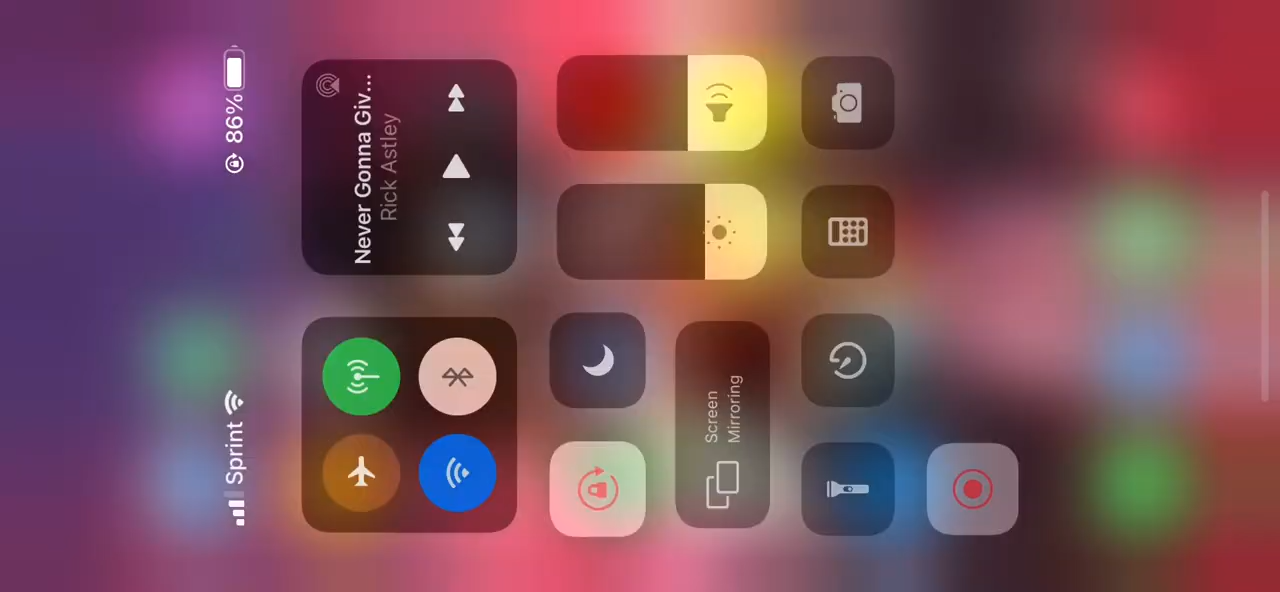 Sprint
86%
Never Gonna Giv...
Rick Astley
Screen
Mirroring